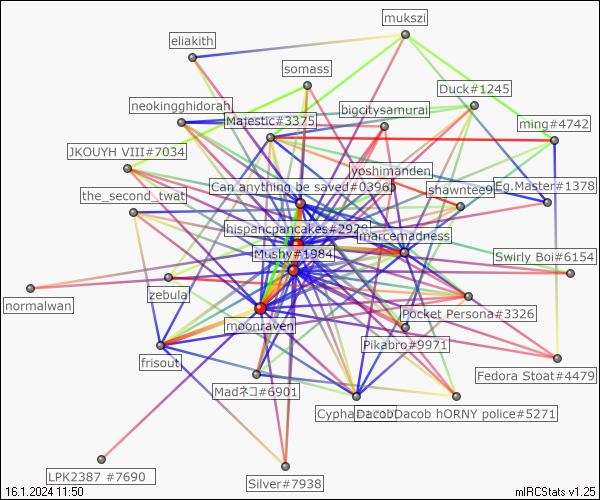 mukszi
eliakith
somass
Duck#1245
neokingghidorah
bigcitysamurai
Majestic#3375
ming#4742
JKOUYH VIII#7034
yoshimanden
Can anything be saved#0396
shawntee9
Eg.Master#1378
the_second_twat
hispancpancakes#2928
marcemadness
Mushy#1984
Swirly Boi#6154
zebula
normalwan
Pocket Persona#3326
moonraven
Pikabro#9971
frisout
Fedora Stoat#4479
Madネコ#6901
Dacob hORNY police#5271
LPK2387 #7690
Silver#7938
16.1.2024 11:50
mIRCStats v1.25